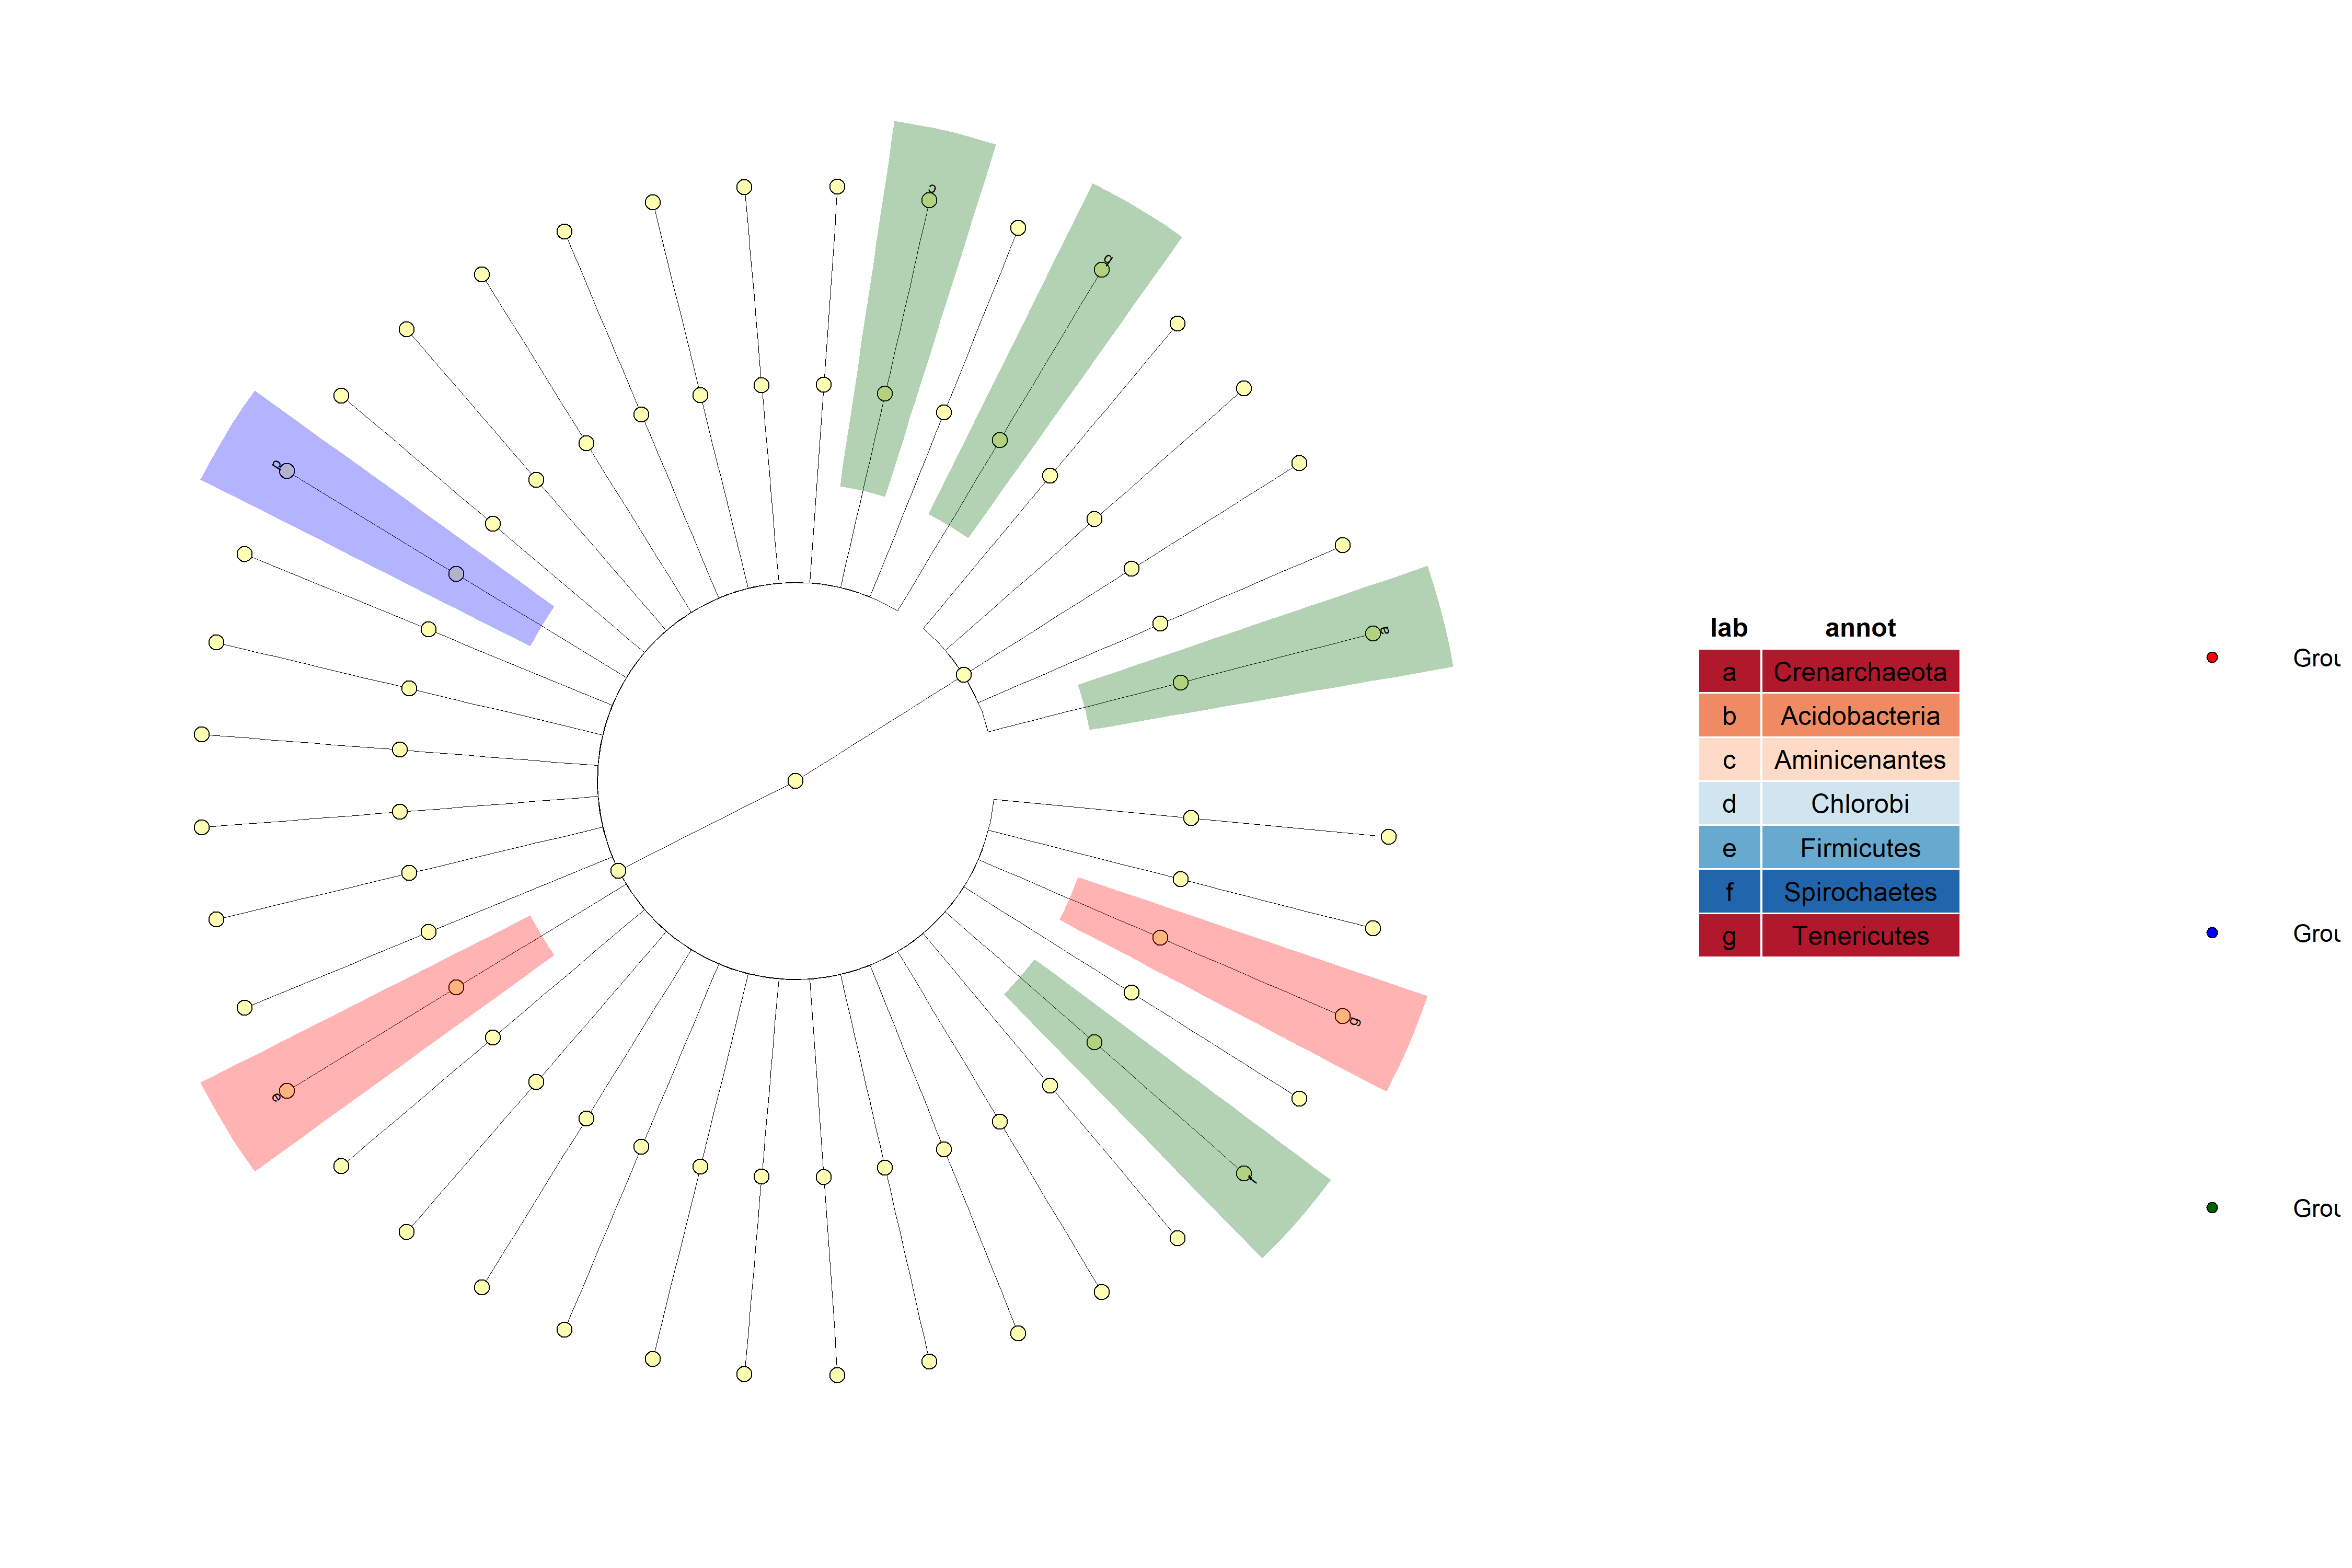 c
b
d
a
e
g
f
lab annot
a Crenarchaeota
b Acidobacteria
c Aminicenantes
d Chlorobi
e Firmicutes
f Spirochaetes
g Tenericutes
Grou
Grou
Grou